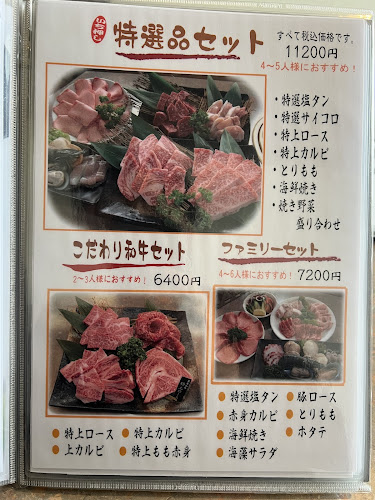 特選品セット
すべて税込価格です。
11200円
4〜5人様におすすめ!
・特選塩タン
・特選サイコロ
・特上ロース
・特上カルビ
・とりもも
・海鮮焼き
・焼き野菜
盛り合わせ
こだわり和牛セット
2〜3人様におすすめ! 6400円
● 特上ロース ● 特上カルビ
● 上カルビ ● 特上もも赤身
ファミリーセット
4〜6人様におすすめ! 7200円
● 特選塩タン ● 豚ロース
● 赤身カルビ ● とりもも
● 海鮮焼き ● ホタテ
● 海藻サラダ